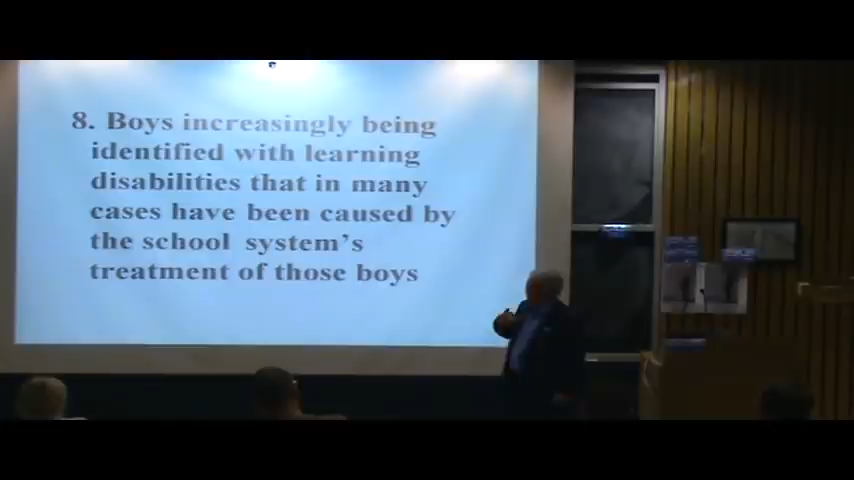 8. Boys increasingly being
identified with learning
disabilities that in many
cases have been caused by
the school system's
treatment of those boys